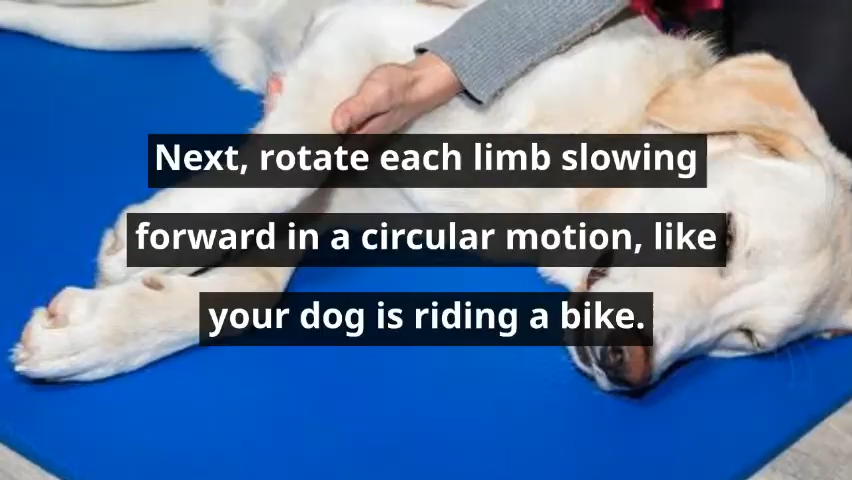 Next, rotate each limb slowing
forward in a circular motion, like
your dog is riding a bike.